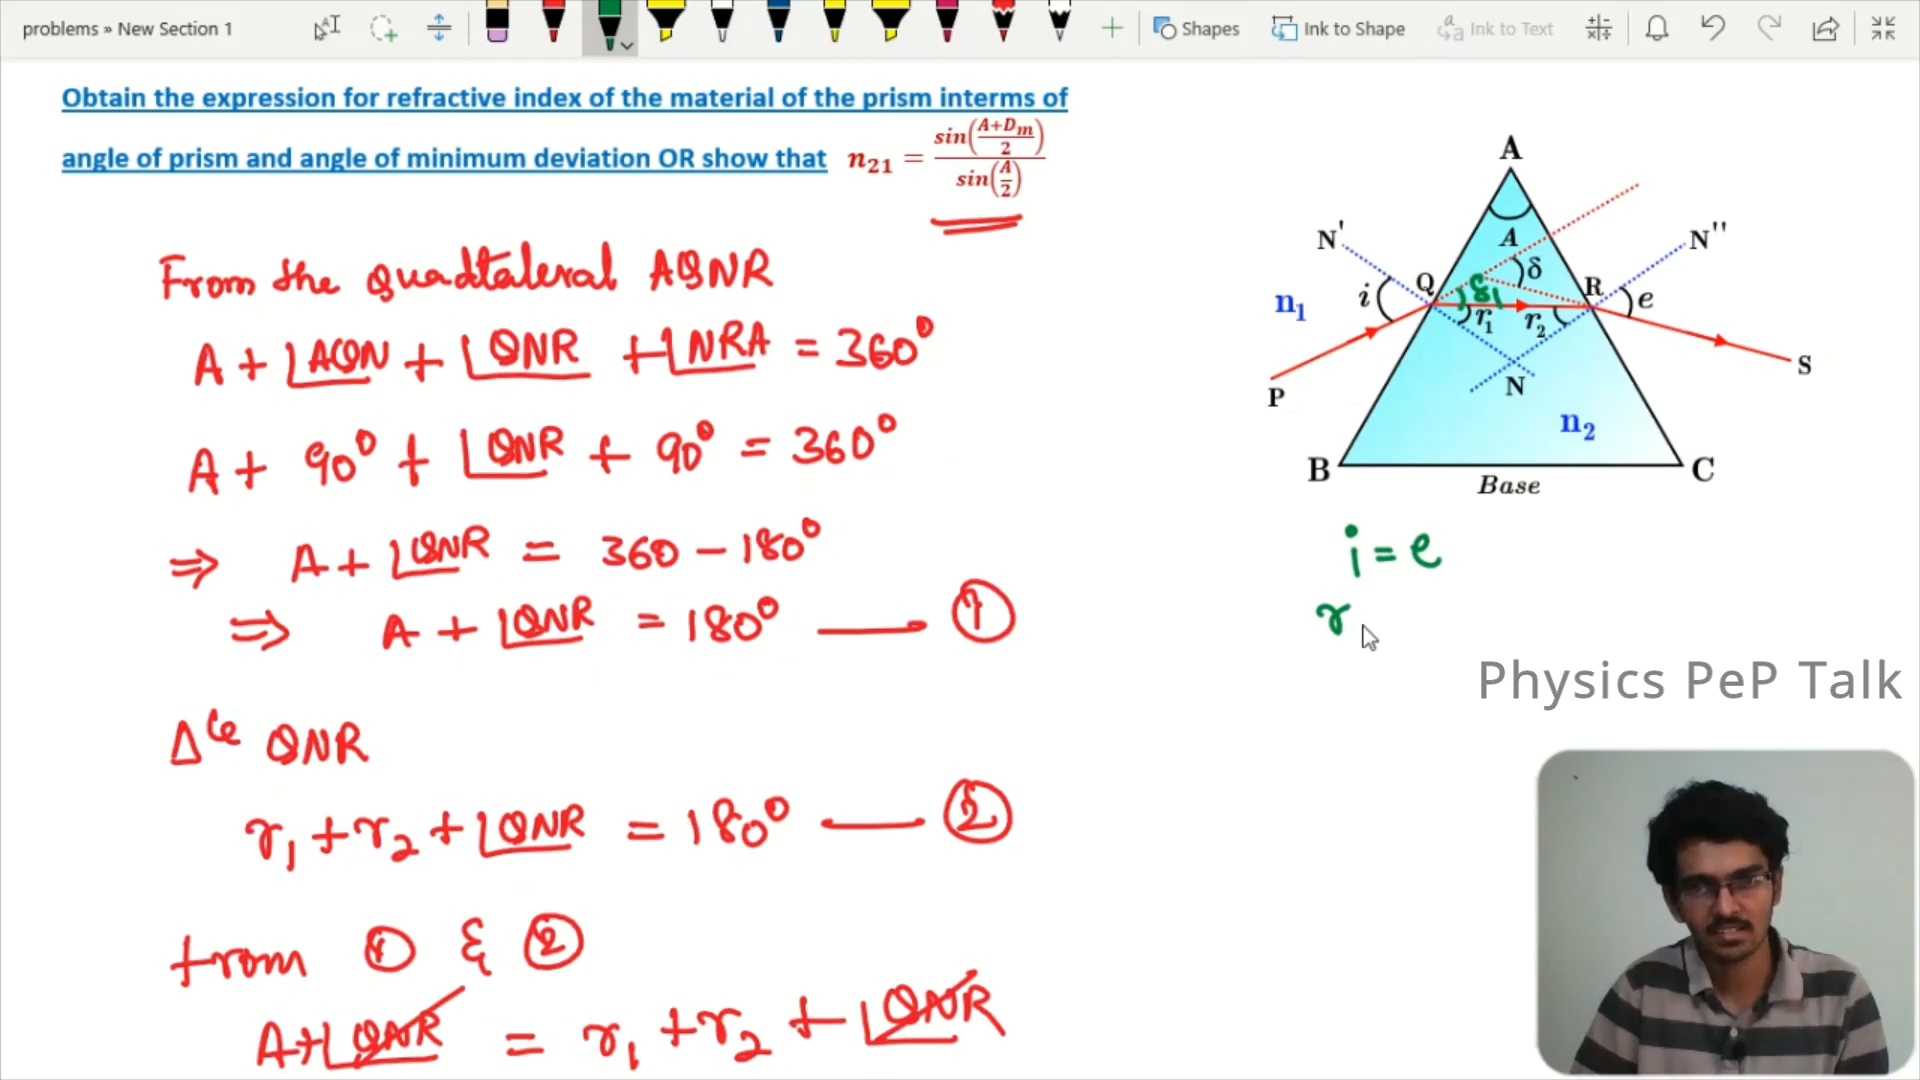 problems » New Section 1
Shapes
Ink to Shape
Ink to Text
Obtain the expression for refractive index of the material of the prism interms of
angle of prism and angle of minimum deviation OR show that n₂₁ = sin((A+Dₘ)/2) / sin(A/2)
From the Quadtaleral AQNR
A + ∠AQN + ∠QNR + ∠NRA = 360°
A + 90° + ∠QNR + 90° = 360°
⇒ A + ∠QNR = 360 - 180°
⇒ A + ∠QNR = 180° — ①
Δle QNR
r₁ + r₂ + ∠QNR = 180° — ②
from ① & ②
A + ∠QNR = r₁ + r₂ + ∠QNR
A
N'
N''
A
δ
Q
δ₁
R
i
e
n₁
r₁
r₂
S
P
N
n₂
B
C
Base
i = e
r
Physics PeP Talk